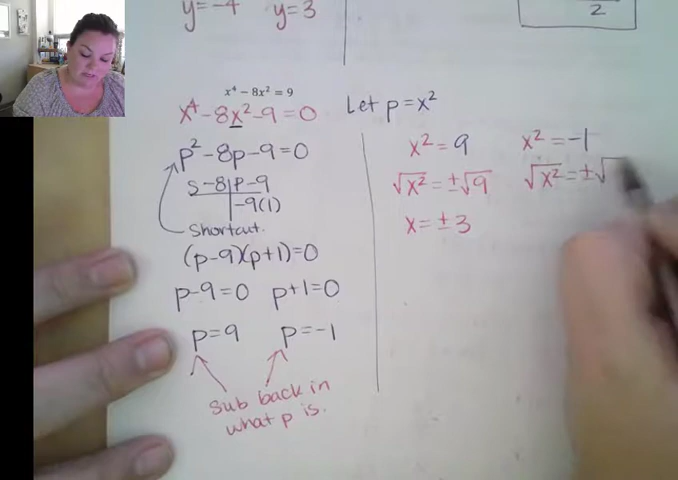 y=-4 y=3
2
x⁴ - 8x² = 9
x⁴-8x²-9=0
Let p=x²
p²-8p-9=0
S -8 | P -9
-9(1)
Shortcut.
(p-9)(p+1)=0
p-9=0 p+1=0
p=9 p=-1
Sub back in
what p is.
x²=9 x²=-1
√x²=±√9 √x²=±√
x=±3